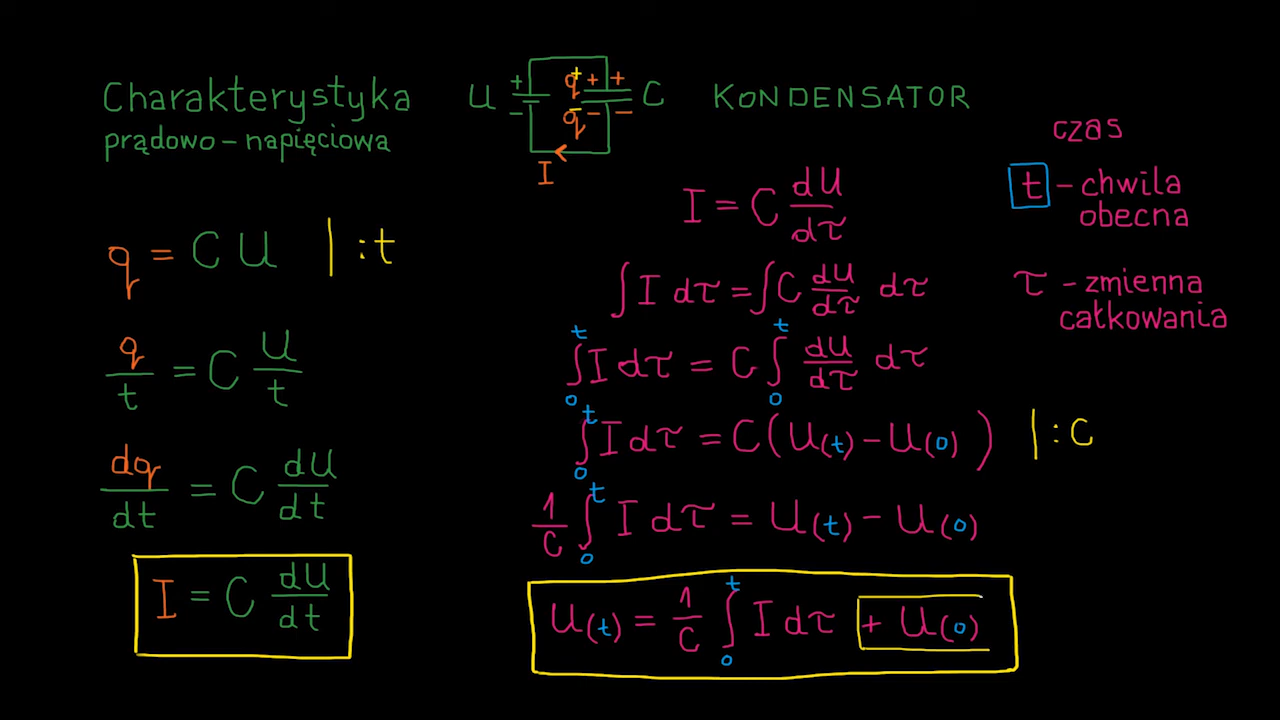 Charakterystyka
prądowo-napięciowa
U + - q+ + + q- - - C
I
KONDENSATOR
q = CU | :t
q/t = C U/t
dq/dt = C dU/dt
I = C dU/dt
I = C dU/dτ
∫I dτ = ∫C dU/dτ dτ
∫₀ᵗ I dτ = C ∫₀ᵗ dU/dτ dτ
∫₀ᵗ I dτ = C(U(t) - U(0)) | :C
1/C ∫₀ᵗ I dτ = U(t) - U(0)
U(t) = 1/C ∫₀ᵗ I dτ + U(0)
czas
t - chwila
obecna
τ - zmienna
całkowania